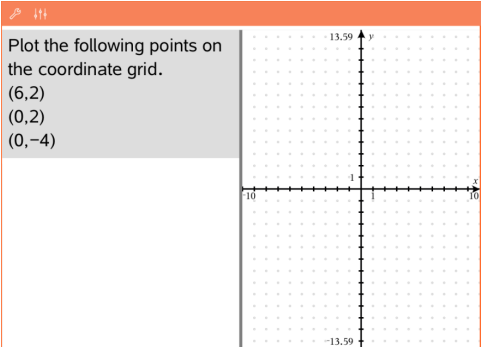 Plot the following points on
the coordinate grid.
(6,2)
(0,2)
(0,−4)
13.59
y
1
x
-10
1
10
-13.59